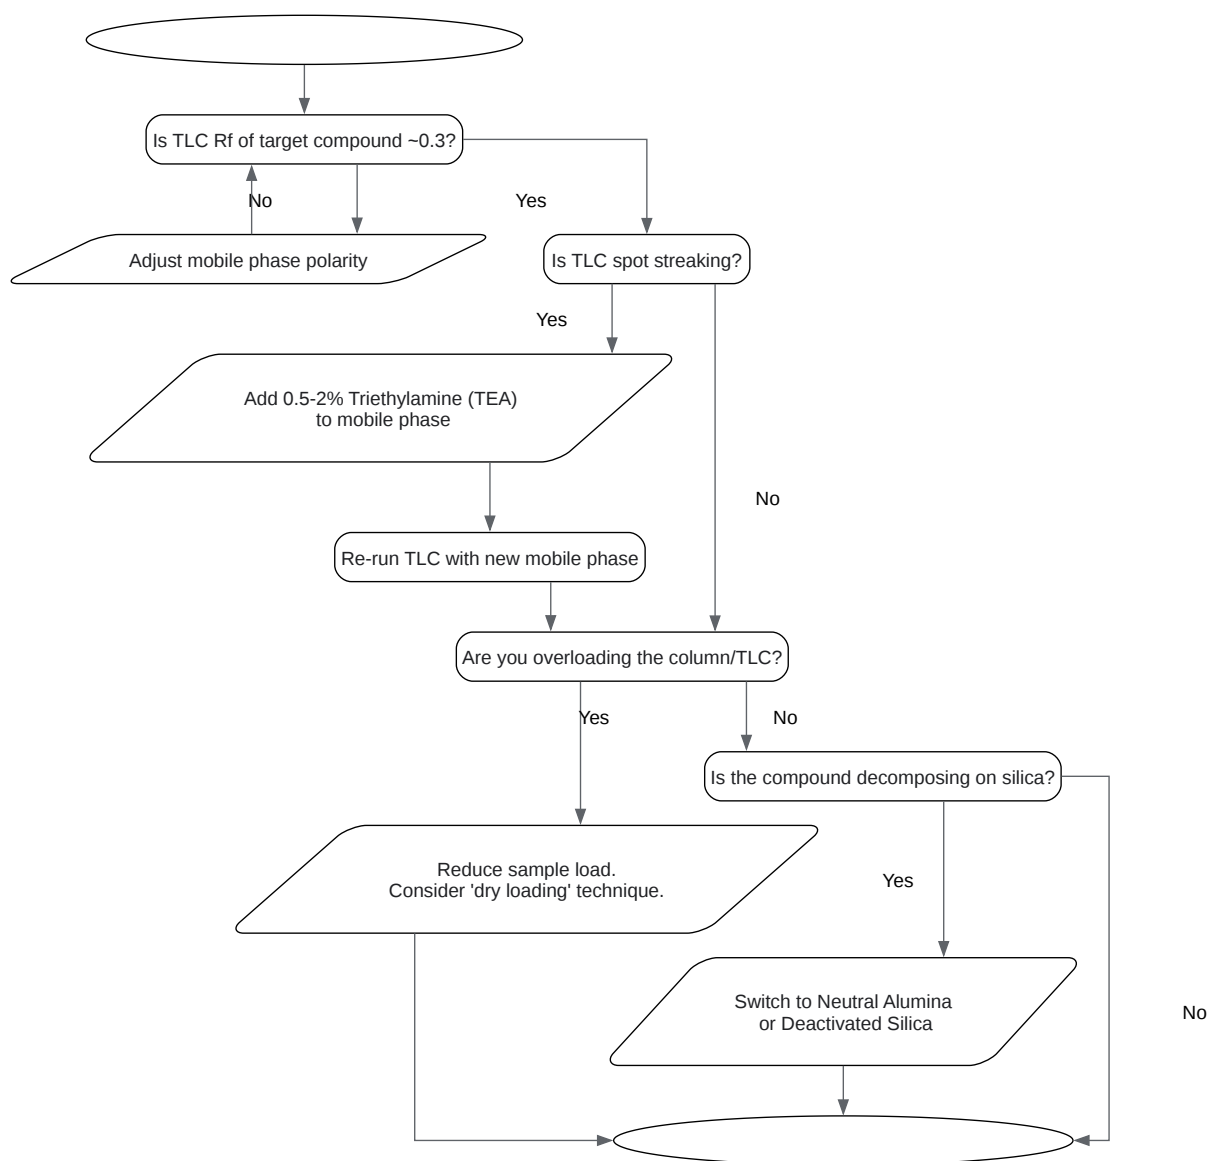 Is TLC Rf of target compound ~0.3?
No
Yes
Adjust mobile phase polarity
Is TLC spot streaking?
Yes
Add 0.5-2% Triethylamine (TEA)
to mobile phase
No
Re-run TLC with new mobile phase
Are you overloading the column/TLC?
Yes
No
Is the compound decomposing on silica?
Reduce sample load.
Consider 'dry loading' technique.
Yes
Switch to Neutral Alumina
or Deactivated Silica
No